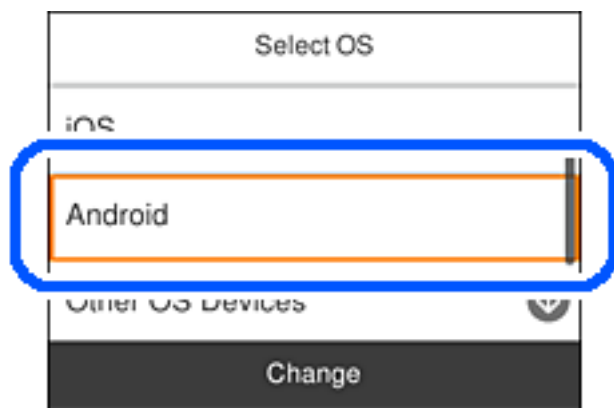 Select OS
iOS
Android
Other OS Devices
Change